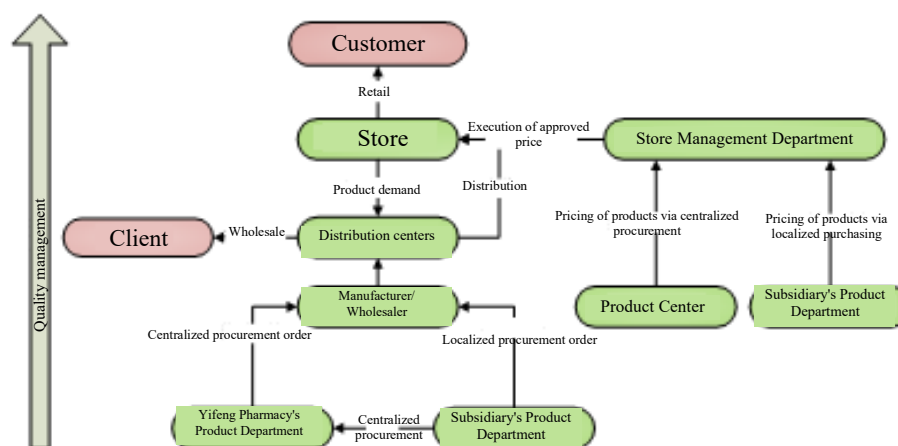 Customer
Retail
Store
Execution of approved
price
Store Management Department
Product demand
Distribution
Quality management
Client
Wholesale
Distribution centers
Pricing of products via centralized
procurement
Pricing of products via
localized purchasing
Manufacturer/
Wholesaler
Product Center
Subsidiary's Product
Department
Centralized procurement order
Localized procurement order
Yifeng Pharmacy's
Product Department
Centralized
procurement
Subsidiary's Product
Department